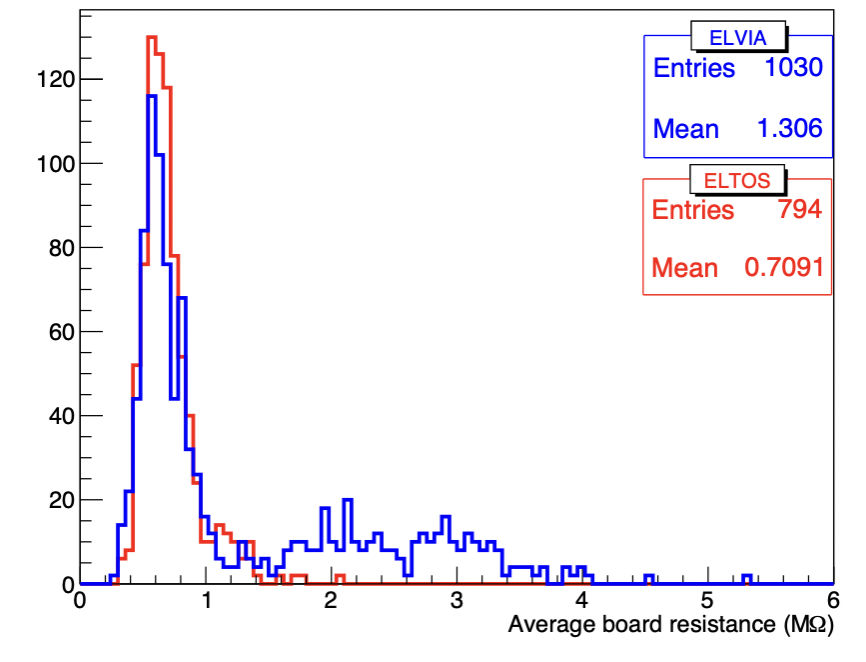 ELVIA
Entries 1030
Mean 1.306
ELTOS
Entries 794
Mean 0.7091
120
100
80
60
40
20
0
0 1 2 3 4 5 6
Average board resistance (MΩ)